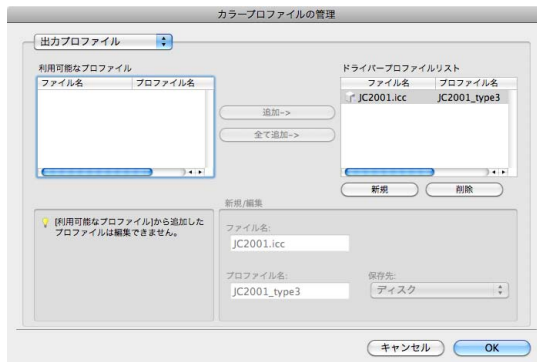 カラープロファイルの管理
出力プロファイル
利用可能なプロファイル
ファイル名 プロファイル名
追加->
全て追加->
ドライバープロファイルリスト
ファイル名 プロファイル名
JC2001.icc JC2001_type3
新規 削除
[利用可能なプロファイル]から追加した
プロファイルは編集できません。
新規/編集
ファイル名:
JC2001.icc
プロファイル名:
JC2001_type3
保存先:
ディスク
キャンセル OK